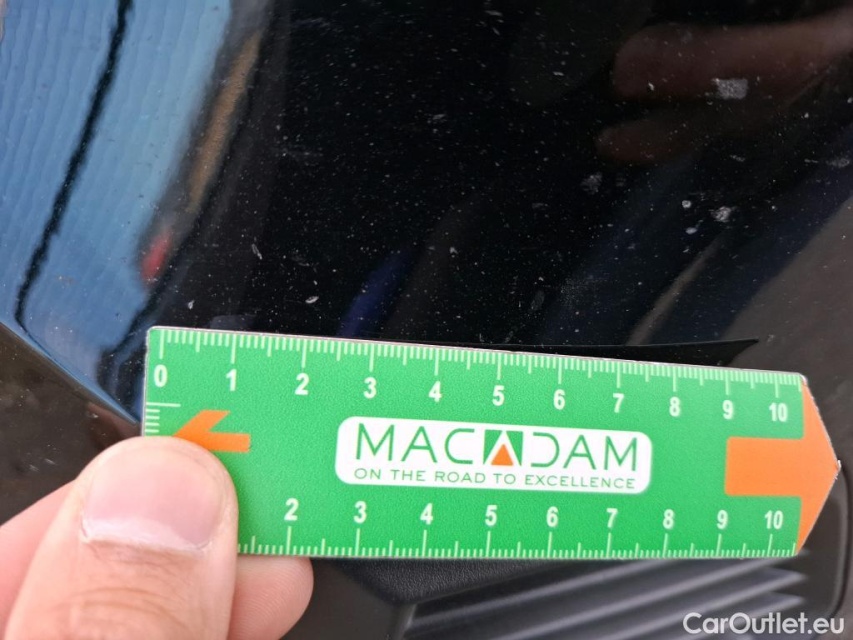 0 1 2 3 4 5 6 7 8 9 10
MACADAM
ON THE ROAD TO EXCELLENCE
2 3 4 5 6 7 8 9 10
CarOutlet.eu